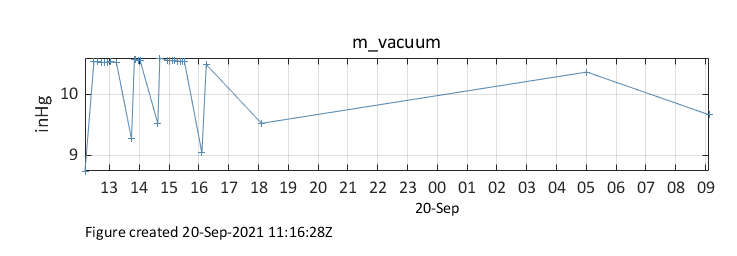 m_vacuum
inHg
10
9
13 14 15 16 17 18 19 20 21 22 23 00 01 02 03 04 05 06 07 08 09
20-Sep
Figure created 20-Sep-2021 11:16:28Z